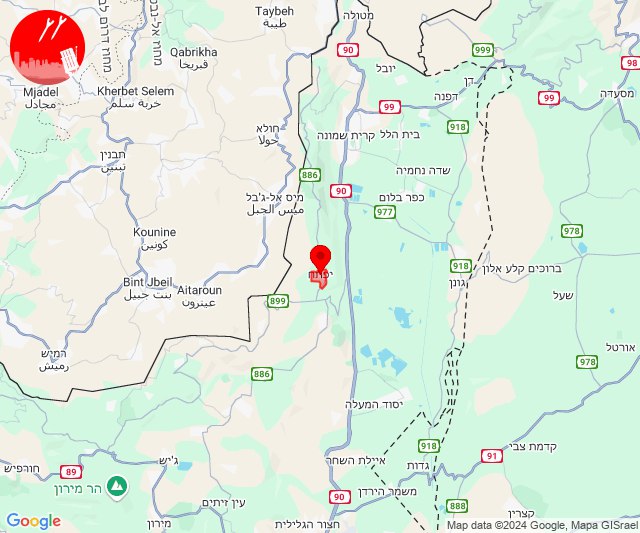 Taybeh
طيبة
מטולה
90
999
98
Qabrikha
قبريخا
יובל
דן
Mjadel
مجادل
Kherbet Selem
خربة سلم
99
דפנה
99
מסעדה
חולא
حولا
קרית שמונה
בית הלל
918
תבנין
تبنين
886
שדה נחמיה
90
מיס אל-ג'בל
ميس الجبل
כפר בלום
977
978
Kounine
كونين
918
ברוכים קלע אלון
Bint Jbeil
بنت جبيل
Aitaroun
عيترون
יפתח
גונן
899
שעל
רמיש
رميش
אורטל
978
886
יסוד המעלה
918
קדמת צבי
91
חורפיש
89
ג'יש
איילת השחר
גדות
הר מירון
90
משמר הירדן
עין זיתים
888
קצרין
מירון
חצור הגלילית
Google
Map data ©2024 Google, Mapa GISrael